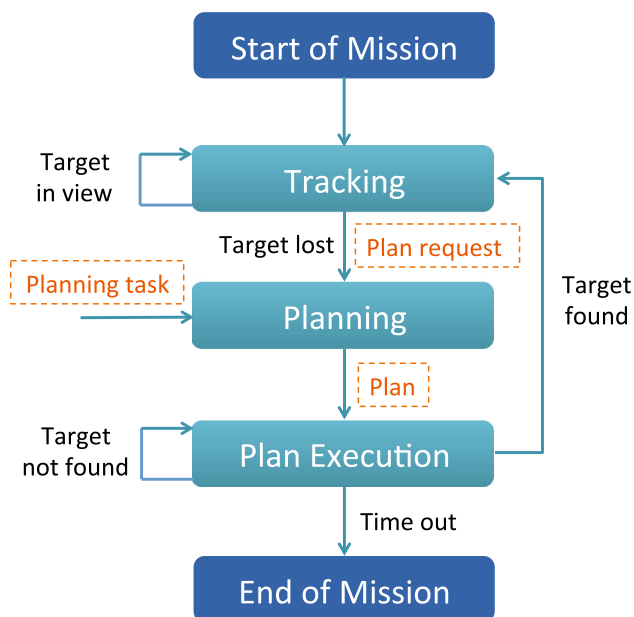 Start of Mission
Target
in view
Tracking
Target lost
Plan request
Planning task
Planning
Target
found
Plan
Target
not found
Plan Execution
Time out
End of Mission